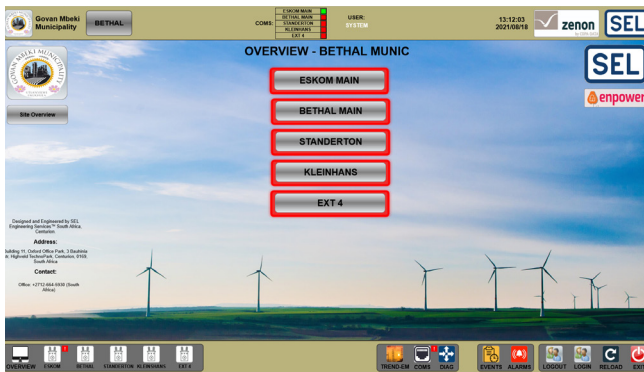 Govan Mbeki
Municipality
BETHAL
COMS:
ESKOM MAIN
BETHAL MAIN
STANDERTON
KLEINHANS
EXT 4
USER:
SYSTEM
13:12:03
2021/08/18
zenon
SEL
OVERVIEW - BETHAL MUNIC
GOVAN MBEKI MUNICIPALITY
SEL
enpower
Site Overview
ESKOM MAIN
BETHAL MAIN
STANDERTON
KLEINHANS
EXT 4
Designed and Engineered by SEL
Engineering Services™ South Africa,
Centurion
Address:
Building 11, Oxford Office Park, 3 Bauhinia
str, Highveld TechnoPark, Centurion, 0169,
South Africa
Contact:
Office: +2712-664-5930 (South
Africa)
OVERVIEW
ESKOM
BETHAL
STANDERTON
KLEINHANS
EXT 4
TREND-EM
COMS
DIAG
EVENTS
ALARMS
LOGOUT
LOGIN
RELOAD
EXIT